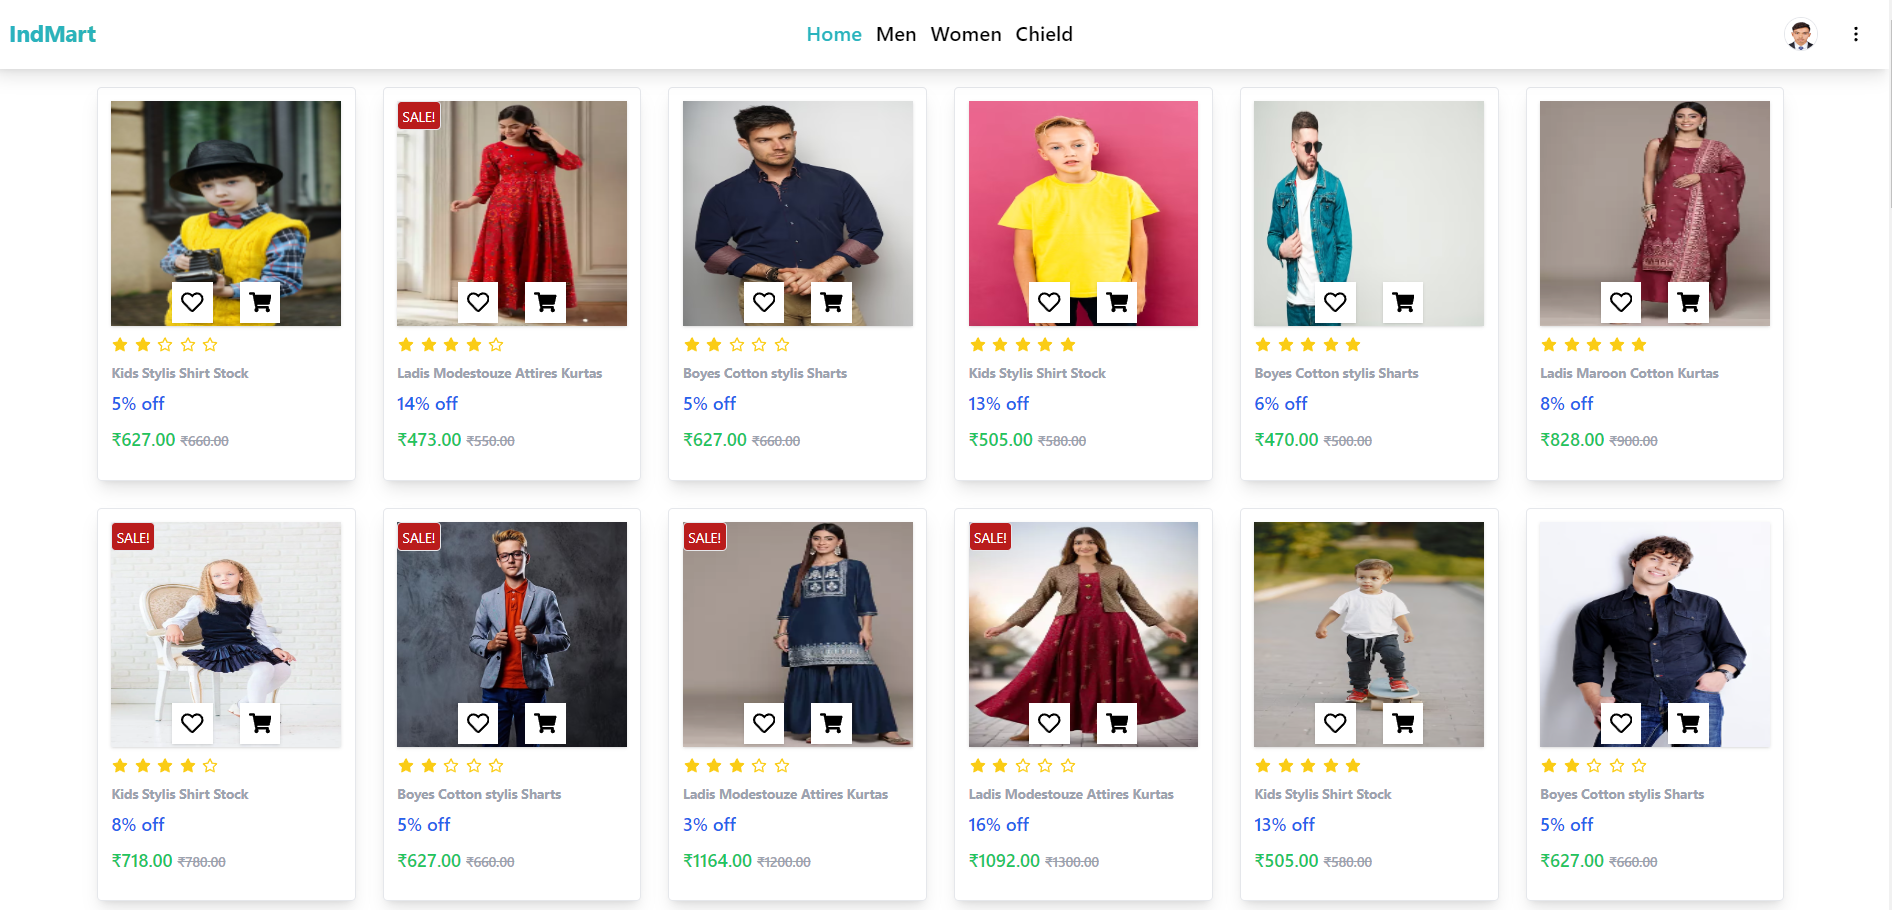 IndMart
Home Men Women Chield
Kids Stylis Shirt Stock
5% off
₹627.00 ₹660.00
SALE!
Ladis Modestouze Attires Kurtas
14% off
₹473.00 ₹550.00
Boyes Cotton stylis Sharts
5% off
₹627.00 ₹660.00
Kids Stylis Shirt Stock
13% off
₹505.00 ₹580.00
Boyes Cotton stylis Sharts
6% off
₹470.00 ₹500.00
Ladis Maroon Cotton Kurtas
8% off
₹828.00 ₹900.00
SALE!
Kids Stylis Shirt Stock
8% off
₹718.00 ₹780.00
SALE!
Boyes Cotton stylis Sharts
5% off
₹627.00 ₹660.00
SALE!
Ladis Modestouze Attires Kurtas
3% off
₹1164.00 ₹1200.00
SALE!
Ladis Modestouze Attires Kurtas
16% off
₹1092.00 ₹1300.00
Kids Stylis Shirt Stock
13% off
₹505.00 ₹580.00
Boyes Cotton stylis Sharts
5% off
₹627.00 ₹660.00